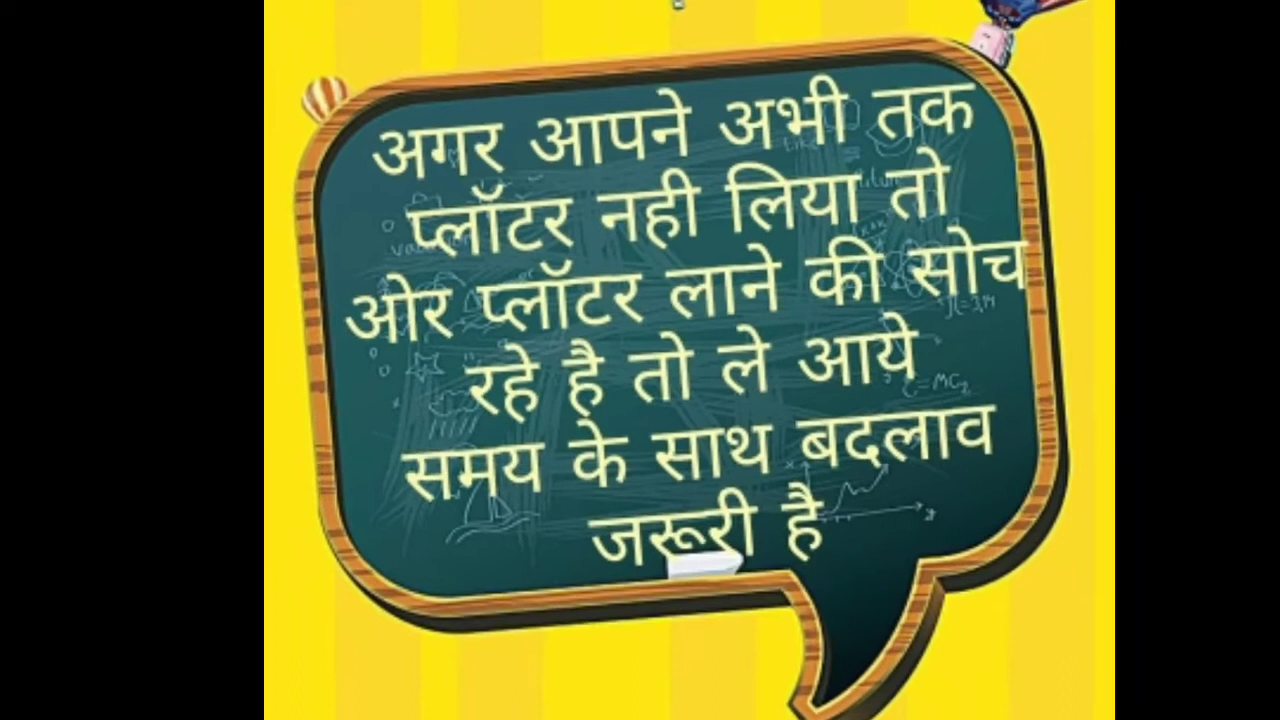 अगर आपने अभी तक
प्लॉटर नही लिया तो
ओर प्लॉटर लाने की सोच
रहे है तो ले आये
समय के साथ बदलाव
जरूरी है